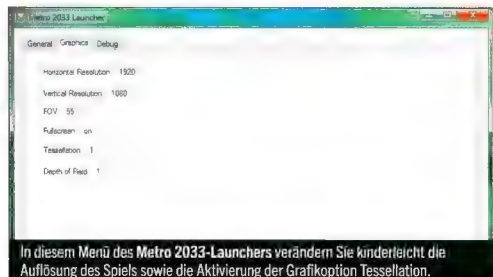 Metro 2033 Launcher
General Graphics Debug
Horizontal Resolution 1920
Vertical Resolution 1080
FOV 55
Fullscreen on
Tessellation 1
Depth of Field 1
In diesem Menü des Metro 2033-Launchers verändern Sie kinderleicht die
Auflösung des Spiels sowie die Aktivierung der Grafikoption Tessellation.